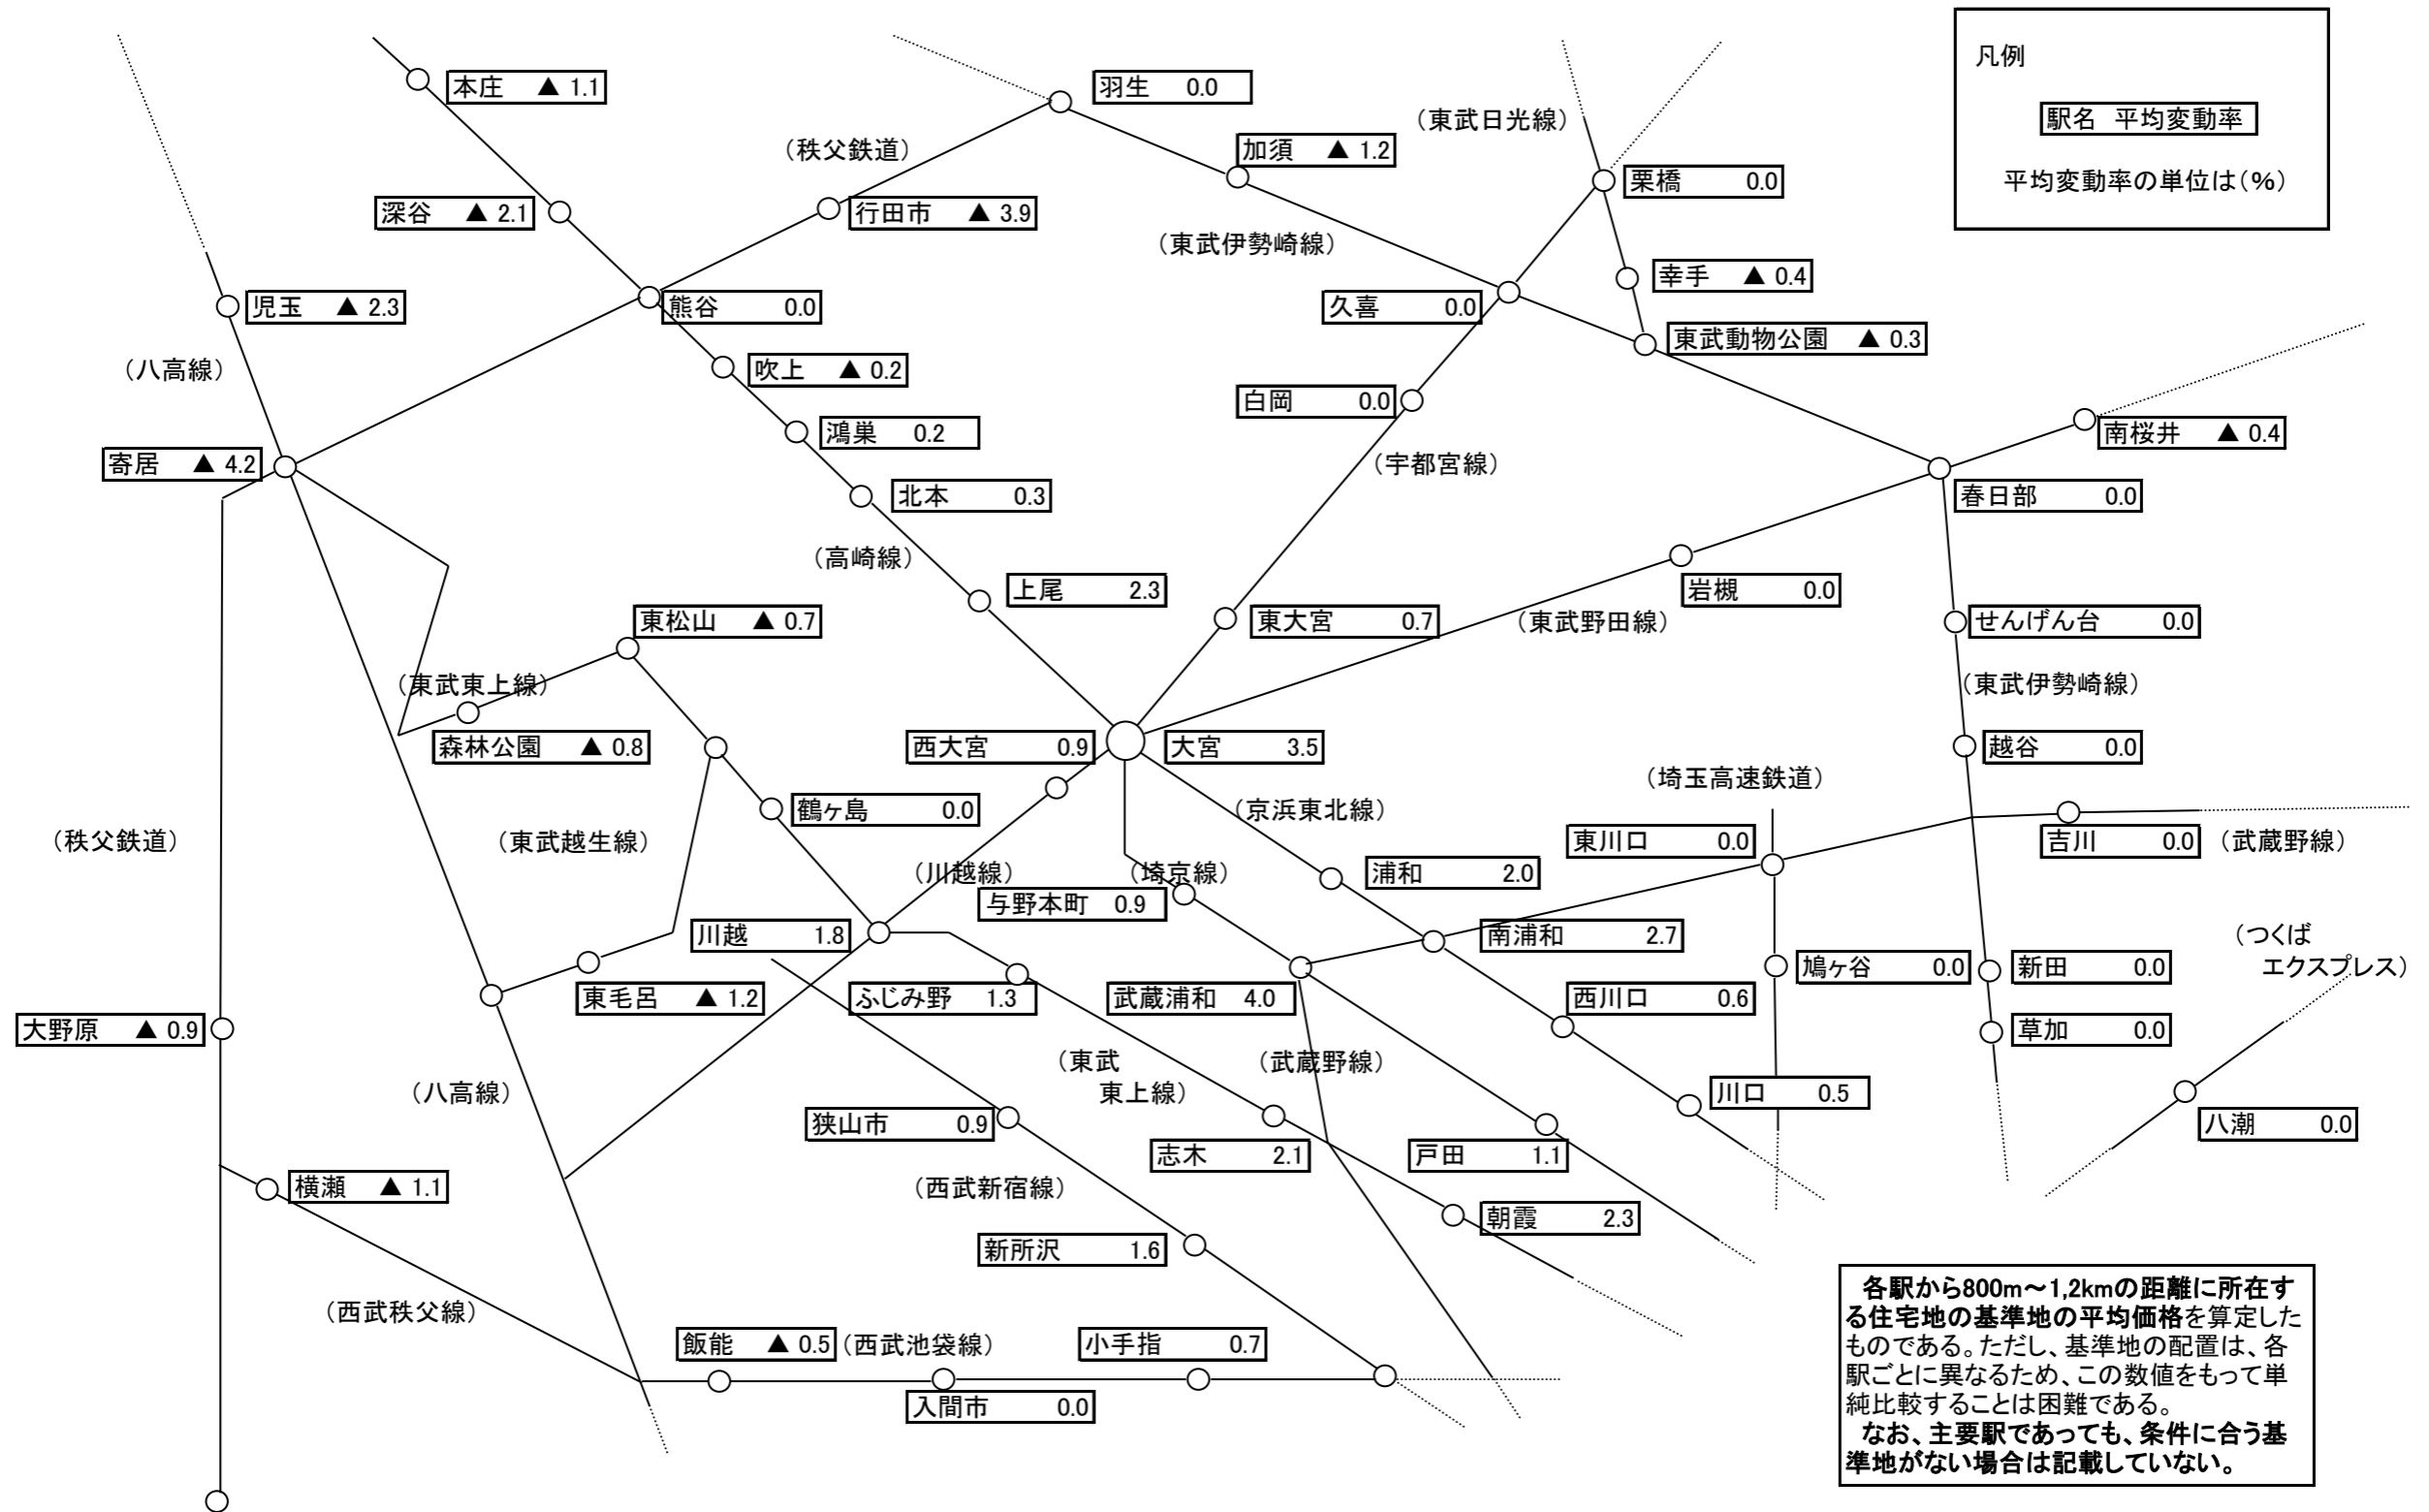 凡例
駅名 平均変動率
平均変動率の単位は(%)
本庄 ▲ 1.1
羽生 0.0
(東武日光線)
(秩父鉄道)
加須 ▲ 1.2
栗橋 0.0
深谷 ▲ 2.1
行田市 ▲ 3.9
(東武伊勢崎線)
幸手 ▲ 0.4
児玉 ▲ 2.3
熊谷 0.0
久喜 0.0
東武動物公園 ▲ 0.3
(八高線)
吹上 ▲ 0.2
白岡 0.0
鴻巣 0.2
南桜井 ▲ 0.4
寄居 ▲ 4.2
(宇都宮線)
北本 0.3
春日部 0.0
(高崎線)
上尾 2.3
岩槻 0.0
東松山 ▲ 0.7
東大宮 0.7
(東武野田線)
せんげん台 0.0
(東武東上線)
(東武伊勢崎線)
森林公園 ▲ 0.8
西大宮 0.9
大宮 3.5
越谷 0.0
(埼玉高速鉄道)
鶴ヶ島 0.0
(京浜東北線)
(秩父鉄道)
(東武越生線)
東川口 0.0
吉川 0.0
(武蔵野線)
(川越線)
(埼京線)
浦和 2.0
与野本町 0.9
川越 1.8
南浦和 2.7
(つくば
エクスプレス)
鳩ヶ谷 0.0
新田 0.0
東毛呂 ▲ 1.2
ふじみ野 1.3
武蔵浦和 4.0
西川口 0.6
大野原 ▲ 0.9
草加 0.0
(東武
東上線)
(武蔵野線)
(八高線)
川口 0.5
狭山市 0.9
八潮 0.0
志木 2.1
戸田 1.1
横瀬 ▲ 1.1
(西武新宿線)
朝霞 2.3
新所沢 1.6
(西武秩父線)
飯能 ▲ 0.5
(西武池袋線)
小手指 0.7
入間市 0.0
各駅から800m～1,2kmの距離に所在す
る住宅地の基準地の平均価格を算定した
ものである。ただし、基準地の配置は、各
駅ごとに異なるため、この数値をもって単
純比較することは困難である。
なお、主要駅であっても、条件に合う基
準地がない場合は記載していない。